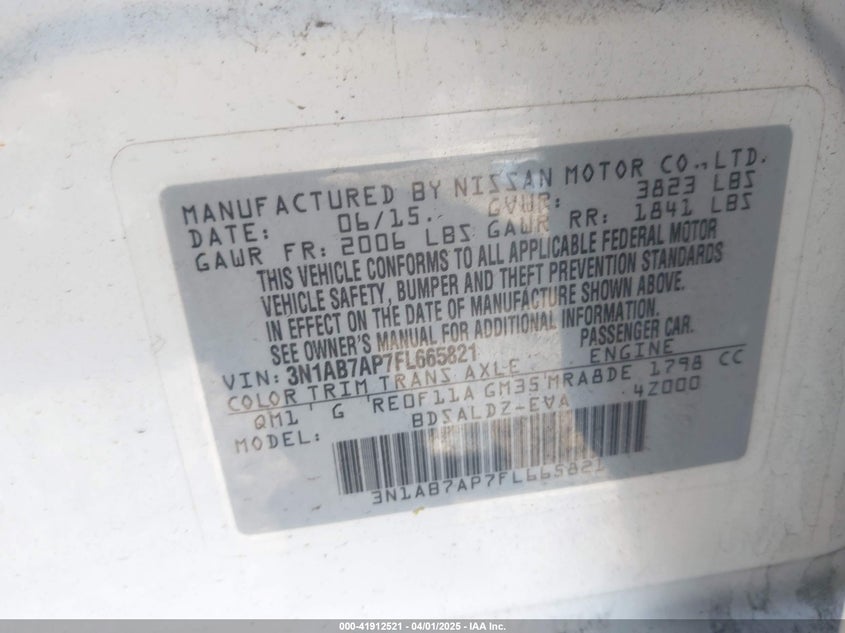 MANUFACTURED BY NISSAN MOTOR CO.,LTD.
DATE: 06/15. GVWR: 3823 LBS
GAWR FR: 2006 LBS GAWR RR: 1841 LBS
THIS VEHICLE CONFORMS TO ALL APPLICABLE FEDERAL MOTOR
VEHICLE SAFETY, BUMPER AND THEFT PREVENTION STANDARDS
IN EFFECT ON THE DATE OF MANUFACTURE SHOWN ABOVE.
SEE OWNER'S MANUAL FOR ADDITIONAL INFORMATION.
VIN: 3N1AB7AP7FL665821 PASSENGER CAR.
COLOR TRIM TRANS AXLE ENGINE
QM1 G RE0F11A GM35 MRA8DE 1798 CC
MODEL: BDSALDZ-EVA 4Z000
3N1AB7AP7FL665821
000-41912521 - 04/01/2025 - IAA Inc.